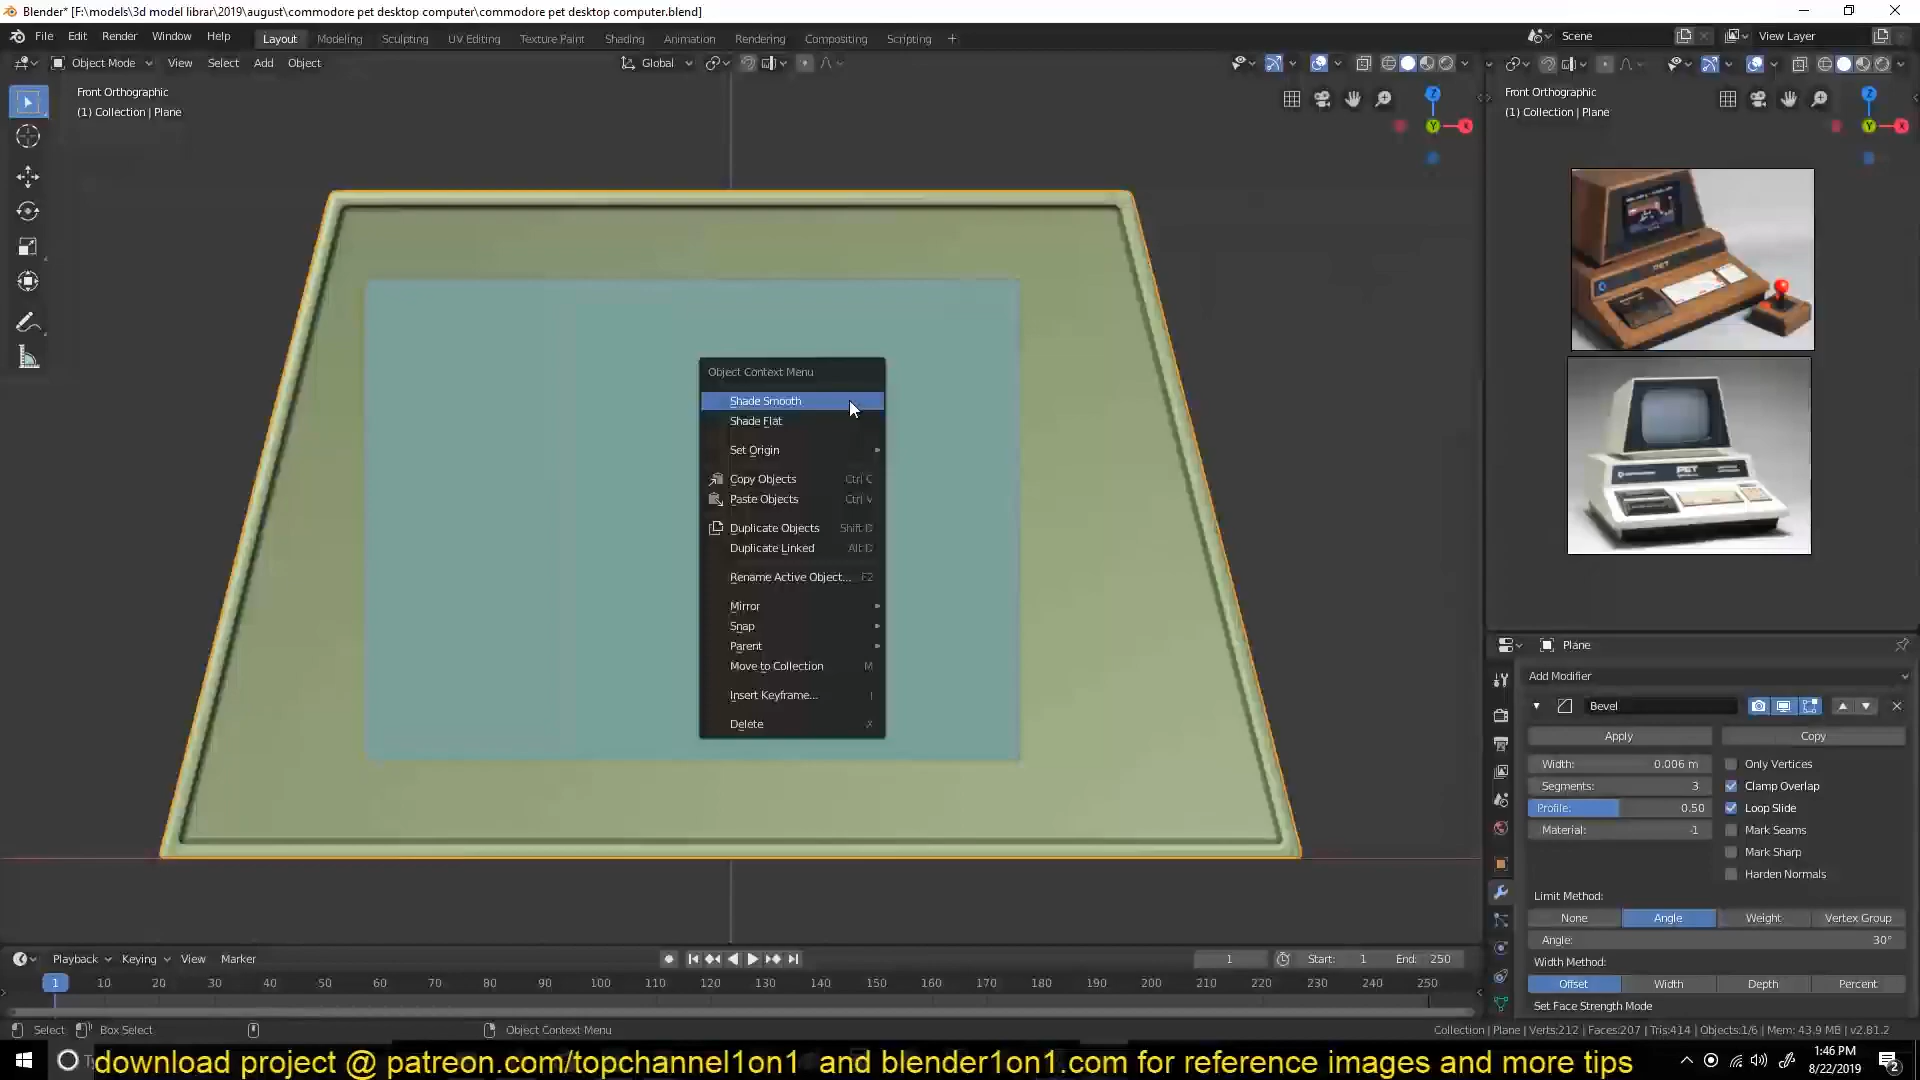 Blender* [F:\models\3d model librar\2019\august\commodore pet desktop computer\commodore pet desktop computer.blend]
File Edit Render Window Help Layout Modeling Sculpting UV Editing Texture Paint Shading Animation Rendering Compositing Scripting + Scene View Layer
Object Mode View Select Add Object Global
Front Orthographic
(1) Collection | Plane
Z
Y
X
Front Orthographic
(1) Collection | Plane
Z
Y
X
PET
PET
Object Context Menu
Shade Smooth
Shade Flat
Set Origin
Copy Objects Ctrl C
Paste Objects Ctrl V
Duplicate Objects Shift D
Duplicate Linked Alt D
Rename Active Object... F2
Mirror
Snap
Parent
Move to Collection M
Insert Keyframe... I
Delete X
Plane
Add Modifier
Bevel
Apply Copy
Width: 0.006 m Only Vertices
Segments: 3 Clamp Overlap
Profile: 0.50 Loop Slide
Material: -1 Mark Seams
Mark Sharp
Harden Normals
Limit Method:
None Angle Weight Vertex Group
Angle: 30°
Width Method:
Offset Width Depth Percent
Set Face Strength Mode
Playback Keying View Marker 1 Start: 1 End: 250
1 10 20 30 40 50 60 70 80 90 100 110 120 130 140 150 160 170 180 190 200 210 220 230 240 250
Select Box Select Object Context Menu Collection | Plane | Verts:212 | Faces:207 | Tris:414 | Objects:1/6 | Mem: 43.9 MB | v2.81.2
download project @ patreon.com/topchannel1on1 and blender1on1.com for reference images and more tips
1:46 PM
8/22/2019
2